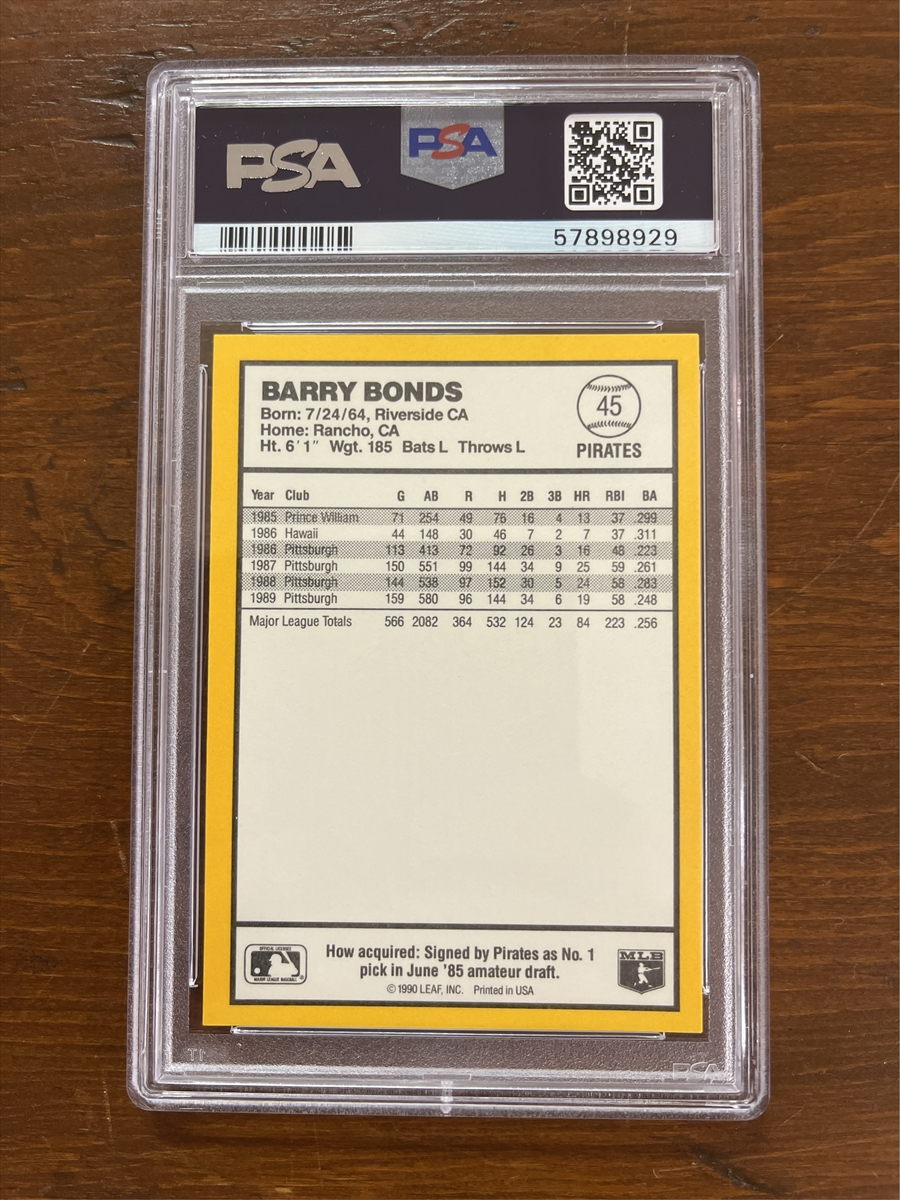 PSA
PSA
57898929
BARRY BONDS
Born: 7/24/64, Riverside CA
Home: Rancho, CA
Ht. 6'1" Wgt. 185 Bats L Throws L
45
PIRATES
Year Club G AB R H 2B 3B HR RBI BA
1985 Prince William 71 254 49 76 16 4 13 37 .299
1986 Hawaii 44 148 30 46 7 2 7 37 .311
1986 Pittsburgh 113 413 72 92 26 3 16 48 .223
1987 Pittsburgh 150 551 99 144 34 9 25 59 .261
1988 Pittsburgh 144 538 97 152 30 5 24 58 .283
1989 Pittsburgh 159 580 96 144 34 6 19 58 .248
Major League Totals 566 2082 364 532 124 23 84 223 .256
OFFICIAL LICENSEE
MAJOR LEAGUE BASEBALL
How acquired: Signed by Pirates as No. 1
pick in June '85 amateur draft.
© 1990 LEAF, INC. Printed in USA
MLB
PSA